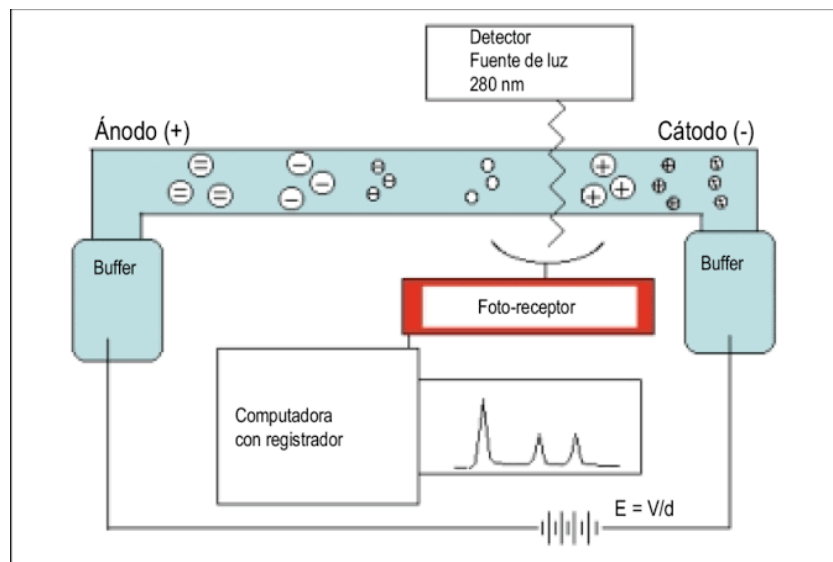 Detector
Fuente de luz
280 nm
Ánodo (+)
Cátodo (-)
Buffer
Buffer
Foto-receptor
Computadora
con registrador
E = V/d